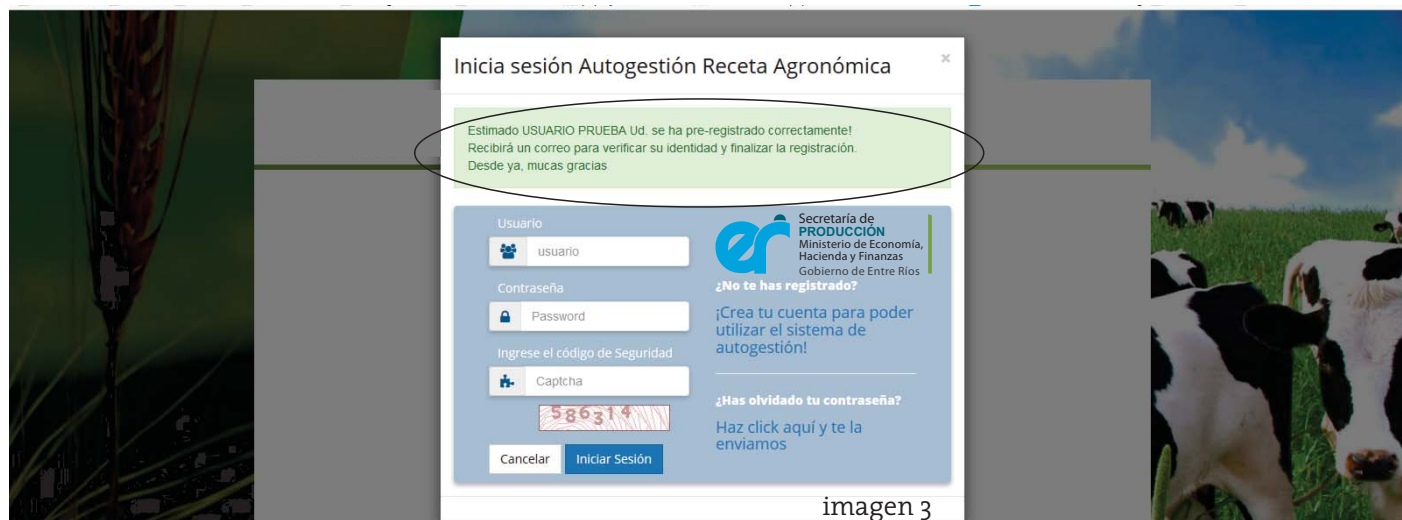 Inicia sesión Autogestión Receta Agronómica
×
Estimado USUARIO PRUEBA Ud. se ha pre-registrado correctamente!
Recibirá un correo para verificar su identidad y finalizar la registración.
Desde ya, mucas gracias
Usuario
usuario
Contraseña
Password
Ingrese el código de Seguridad
Captcha
586314
Cancelar
Iniciar Sesión
er
Secretaría de
PRODUCCIÓN
Ministerio de Economía,
Hacienda y Finanzas
Gobierno de Entre Ríos
¿No te has registrado?
¡Crea tu cuenta para poder
utilizar el sistema de
autogestión!
¿Has olvidado tu contraseña?
Haz click aquí y te la
enviamos
imagen 3